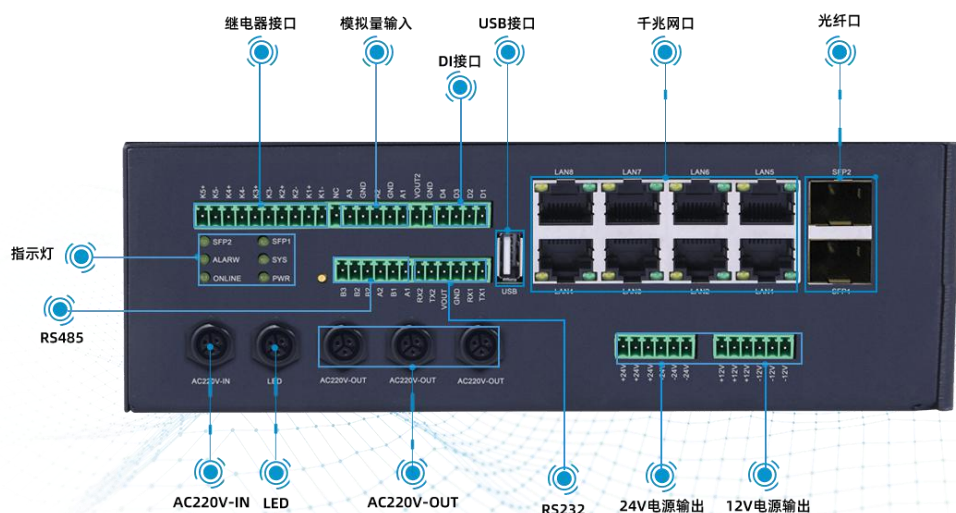 继电器接口
模拟量输入
USB接口
千兆网口
光纤口
DI接口
K5+ K5- K4+ K4- K3+ K3- K2+ K2- K1+ K1- NC A3 GND A2 GND A1 VOUT2 GND D4 D3 D2 D1
LAN8 LAN7 LAN6 LAN5 SFP2
指示灯
SFP2 SFP1
ALARW SYS
ONLINE PWR
B3 B2 B2 A2 B1 A1 RX2 TX2 VOUT GND RX1 TX1
USB
LAN1 LAN2 LAN1 SFP1
RS485
AC220V-IN LED AC220V-OUT AC220V-OUT AC220V-OUT
+24V +24V +24V -24V -24V -24V +12V +12V +12V -12V -12V -12V
AC220V-IN
LED
AC220V-OUT
RS232
24V电源输出
12V电源输出